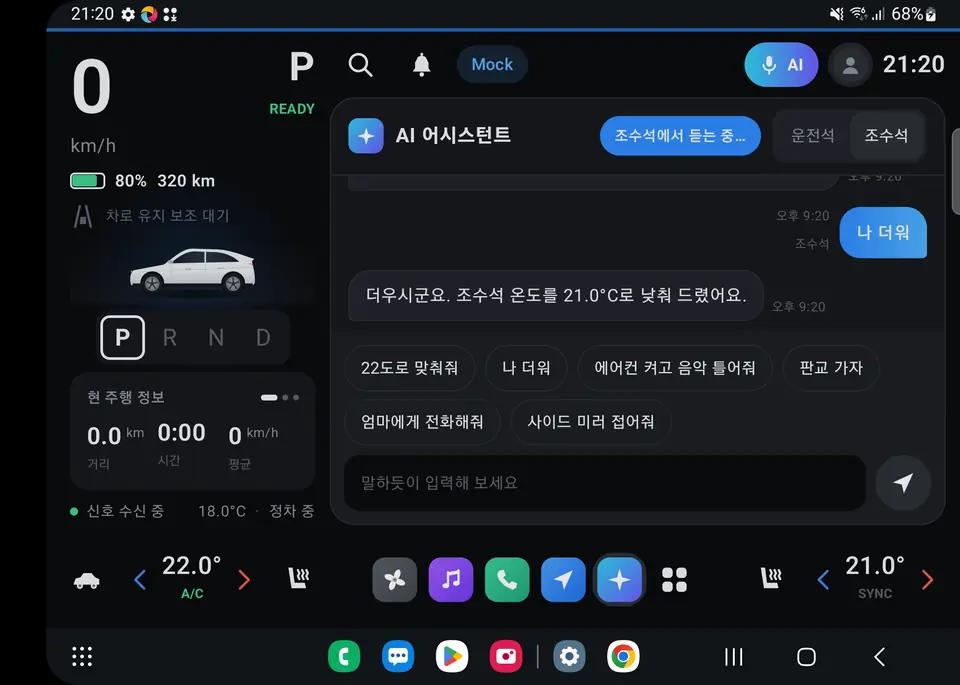 21:20
68%
0
P
READY
km/h
80% 320 km
차로 유지 보조 대기
P R N D
현 주행 정보
0.0 km 0:00 0 km/h
거리 시간 평균
신호 수신 중 18.0°C · 정차 중
Mock
AI
21:20
AI 어시스턴트
조수석에서 듣는 중...
운전석 조수석
오후 9:20
오후 9:20
조수석
나 더워
더우시군요. 조수석 온도를 21.0°C로 낮춰 드렸어요.
오후 9:20
22도로 맞춰줘 나 더워 에어컨 켜고 음악 틀어줘 판교 가자
엄마에게 전화해줘 사이드 미러 접어줘
말하듯이 입력해 보세요
22.0°
A/C
21.0°
SYNC